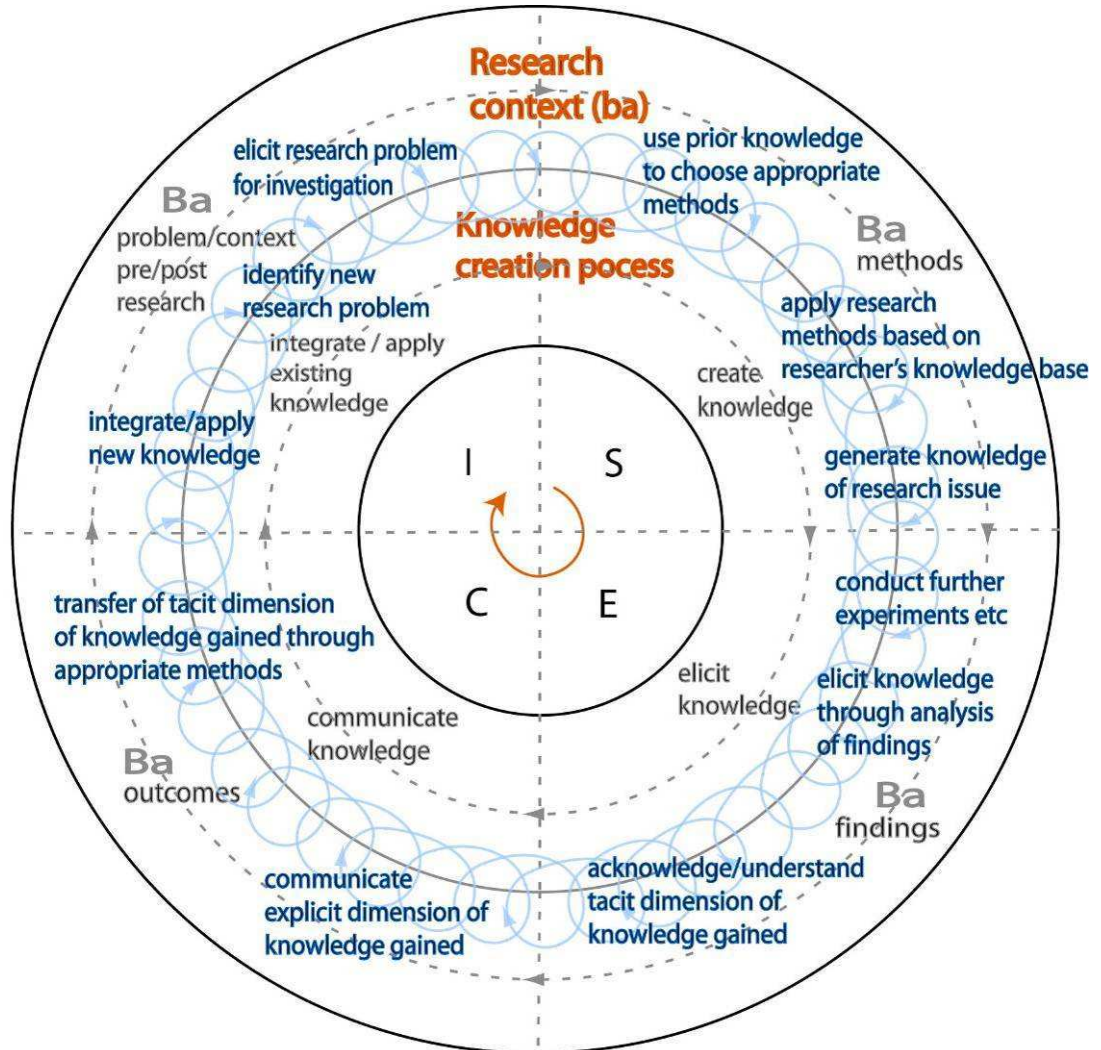 Research
context (ba)
elicit research problem
for investigation
use prior knowledge
to choose appropriate
methods
Ba
problem/context
pre/post
research
Knowledge
creation pocess
Ba
methods
identify new
research problem
integrate / apply
existing
knowledge
apply research
methods based on
researcher's knowledge base
create
knowledge
integrate/apply
new knowledge
I
S
generate knowledge
of research issue
C
E
conduct further
experiments etc
transfer of tacit dimension
of knowledge gained through
appropriate methods
elicit
knowledge
elicit knowledge
through analysis
of findings
communicate
knowledge
Ba
outcomes
Ba
findings
communicate
explicit dimension of
knowledge gained
acknowledge/understand
tacit dimension of
knowledge gained